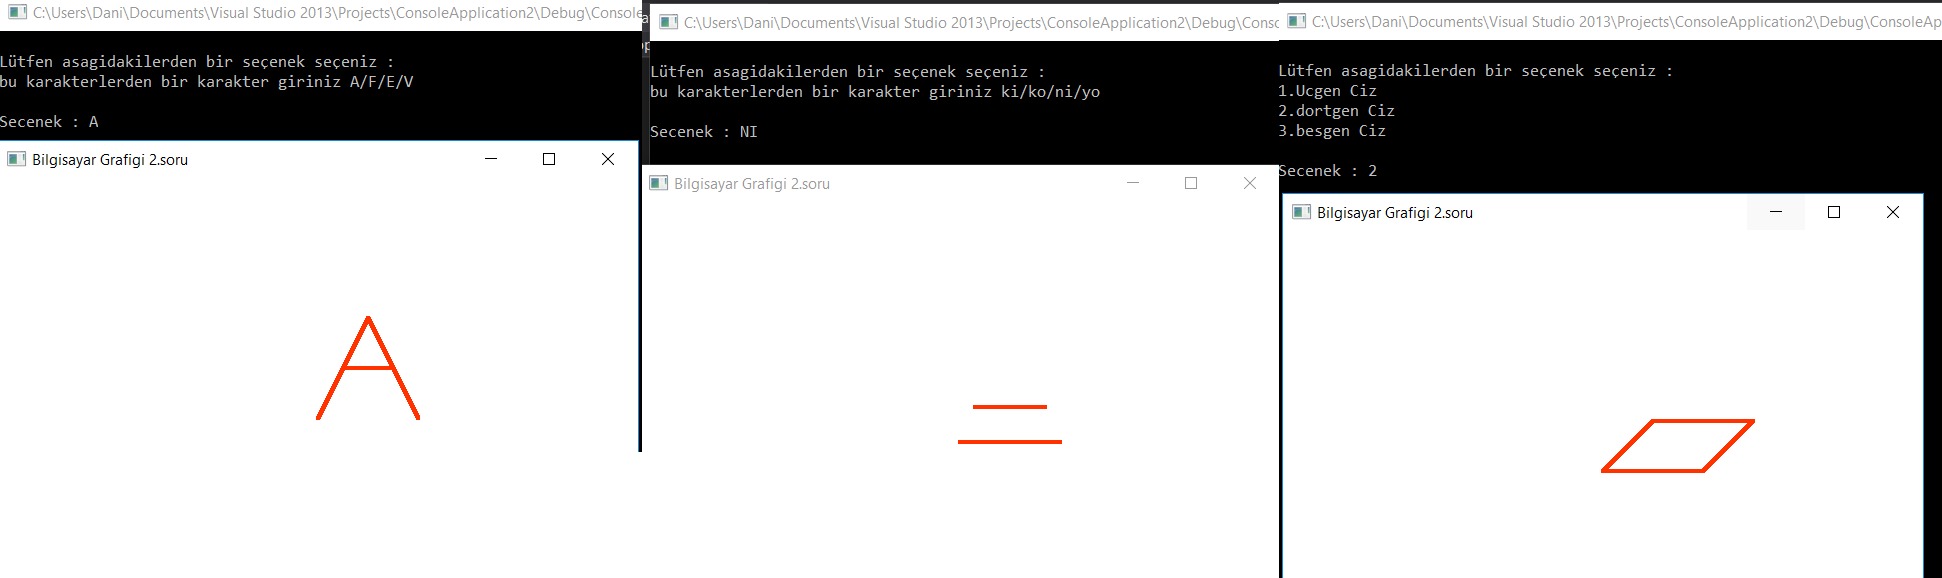 C:\Users\Dani\Documents\Visual Studio 2013\Projects\ConsoleApplication2\Debug\Console
Lütfen asagidakilerden bir seçenek seçeniz :
bu karakterlerden bir karakter giriniz A/F/E/V
Secenek : A
Bilgisayar Grafigi 2.soru
A
C:\Users\Dani\Documents\Visual Studio 2013\Projects\ConsoleApplication2\Debug\Conso
Lütfen asagidakilerden bir seçenek seçeniz :
bu karakterlerden bir karakter giriniz ki/ko/ni/yo
Secenek : NI
Bilgisayar Grafigi 2.soru
二
C:\Users\Dani\Documents\Visual Studio 2013\Projects\ConsoleApplication2\Debug\ConsoleAp
Lütfen asagidakilerden bir seçenek seçeniz :
1.Ucgen Ciz
2.dortgen Ciz
3.besgen Ciz
Secenek : 2
Bilgisayar Grafigi 2.soru